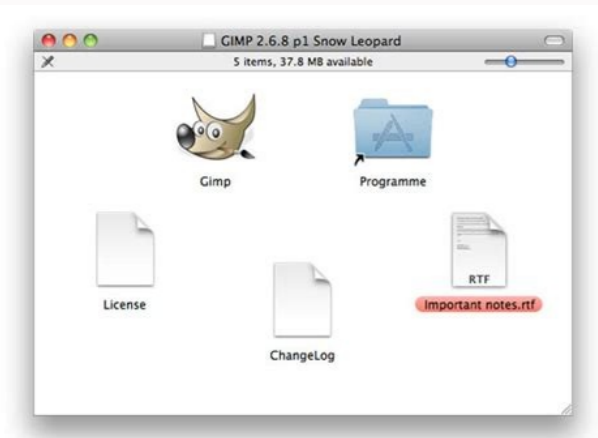 GIMP 2.6.8 p1 Snow Leopard
5 items, 37.8 MB available
Gimp
Programme
License
ChangeLog
RTF
Important notes.rtf